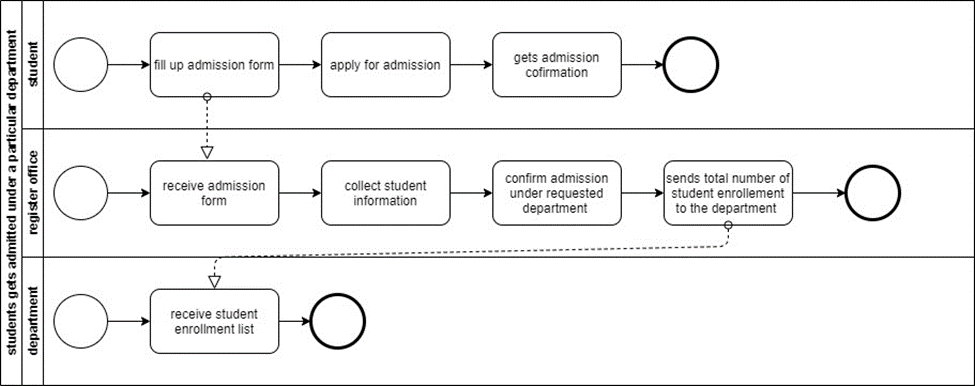 students gets admitted under a particular department
student
fill up admission form
apply for admission
gets admission
cofirmation
register office
receive admission
form
collect student
information
confirm admission
under requested
department
sends total number of
student enrollement
to the department
department
receive student
enrollment list